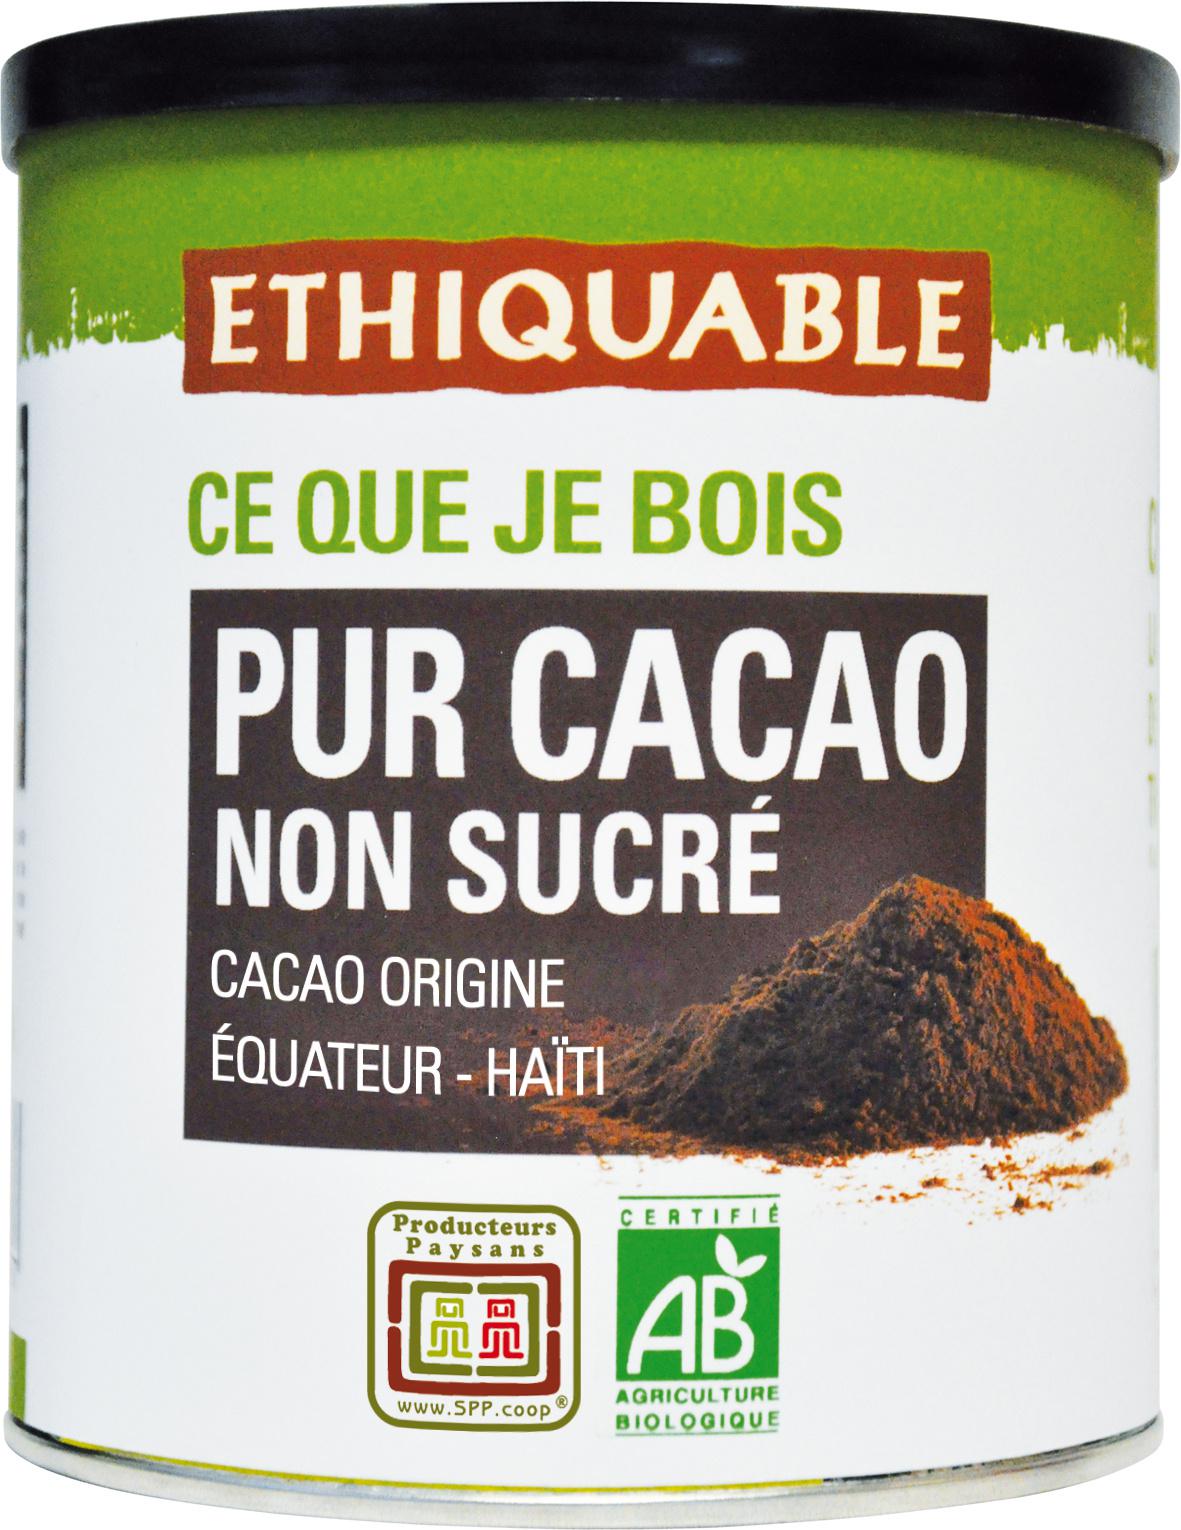 ETHIQUABLE
CE QUE JE BOIS
PUR CACAO
NON SUCRÉ
CACAO ORIGINE
ÉQUATEUR - HAÏTI
Producteurs
Paysans
www.SPP.coop®
CERTIFIÉ
AB
AGRICULTURE
BIOLOGIQUE